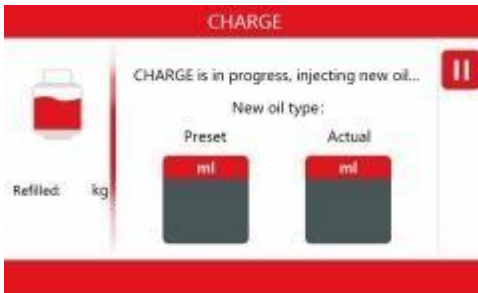 CHARGE
CHARGE is in progress, injecting new oil...
New oil type:
Preset Actual
ml ml
Refilled: kg